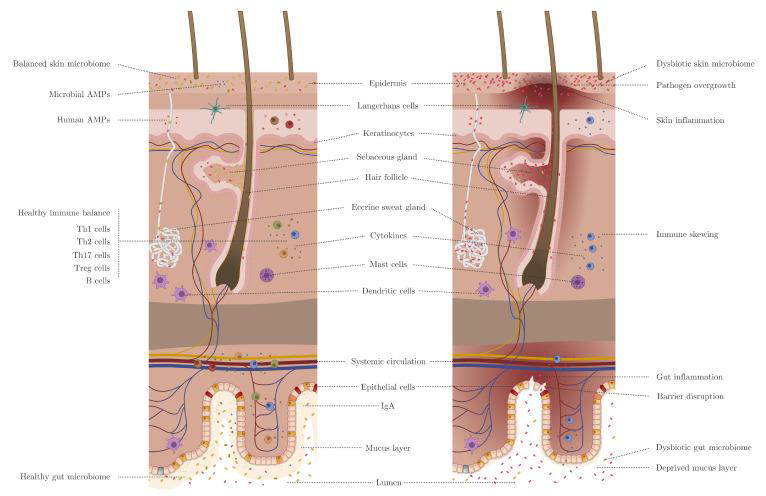 Balanced skin microbiome
Microbial AMPs
Human AMPs
Healthy immune balance
Th1 cells
Th2 cells
Th17 cells
Treg cells
B cells
Healthy gut microbiome
Epidermis
Langerhans cells
Keratinocytes
Sebaceous gland
Hair follicle
Eccrine sweat gland
Cytokines
Mast cells
Dendritic cells
Systemic circulation
Epithelial cells
IgA
Mucus layer
Lumen
Dysbiotic skin microbiome
Pathogen overgrowth
Skin inflammation
Immune skewing
Gut inflammation
Barrier disruption
Dysbiotic gut microbiome
Deprived mucus layer